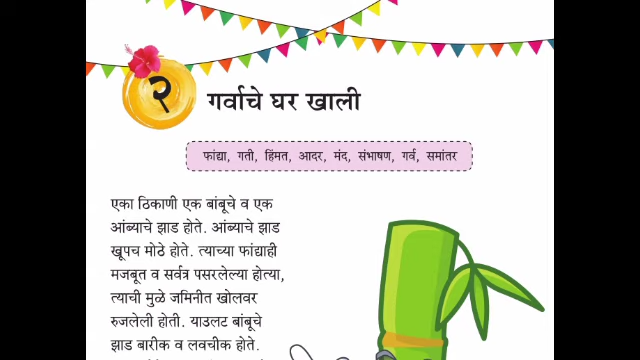 २
गर्वाचे घर खाली
फांद्या, गती, हिंमत, आदर, मंद, संभाषण, गर्व, समांतर
एका ठिकाणी एक बांबूचे व एक
आंब्याचे झाड होते. आंब्याचे झाड
खूपच मोठे होते. त्याच्या फांद्याही
मजबूत व सर्वत्र पसरलेल्या होत्या,
त्याची मुळे जमिनीत खोलवर
रुजलेली होती. याउलट बांबूचे
झाड बारीक व लवचीक होते.